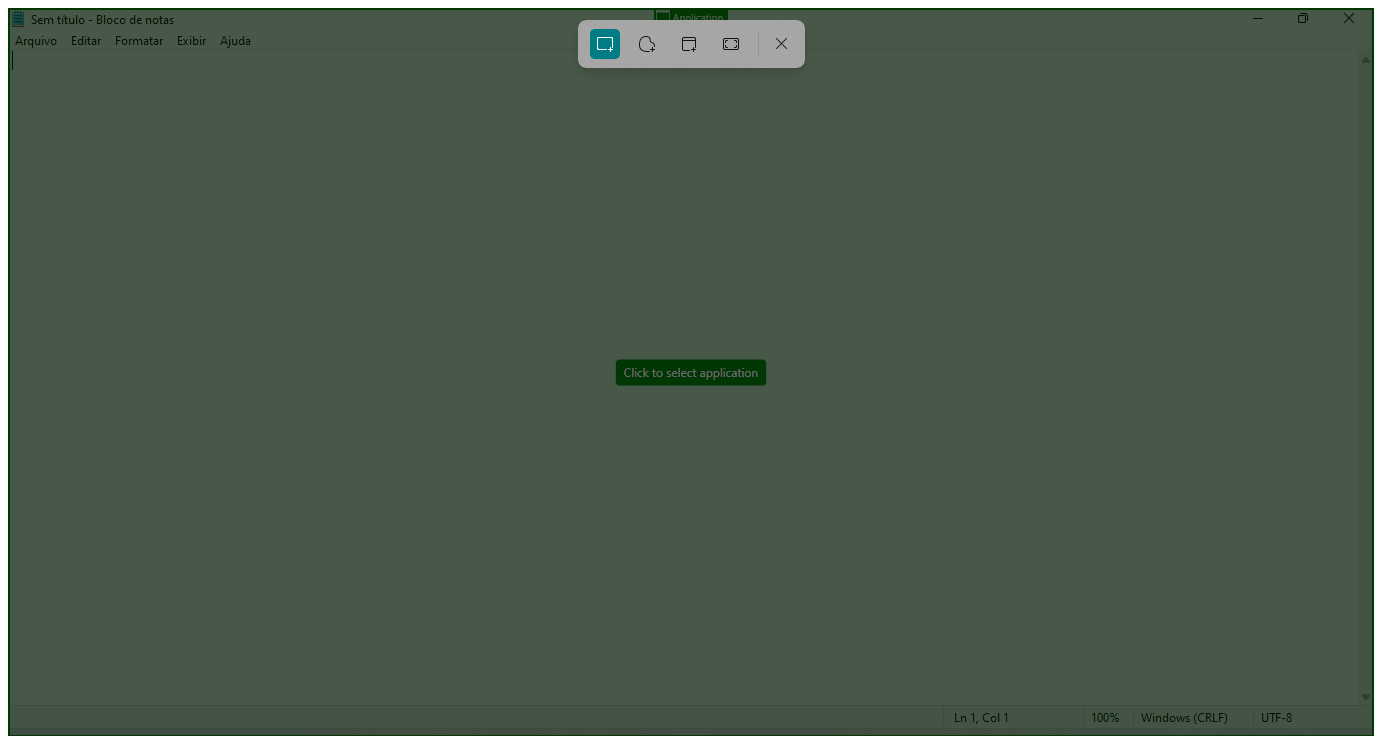 Sem título - Bloco de notas
Application
Arquivo Editar Formatar Exibir Ajuda
Click to select application
Ln 1, Col 1 100% Windows (CRLF) UTF-8